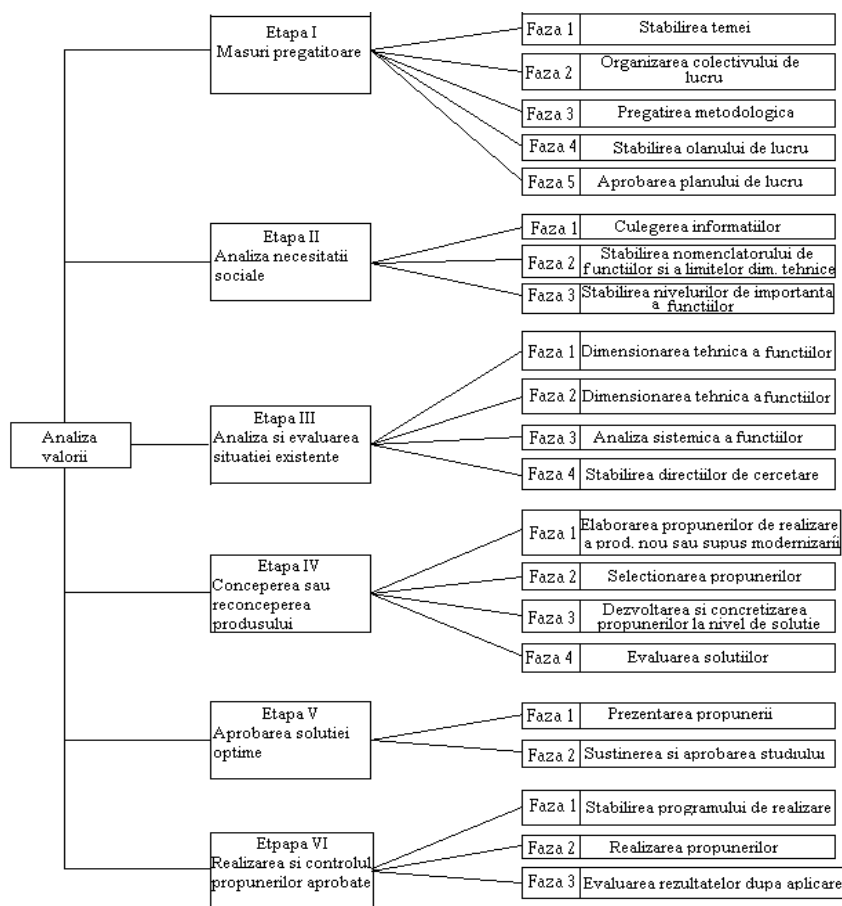 Etapa I
Masuri pregatitoare
Faza 1
Stabilirea temei
Faza 2
Organizarea colectivului de
lucru
Faza 3
Pregatirea metodologica
Faza 4
Stabilirea olanului de lucru
Faza 5
Aprobarea planului de lucru
Etapa II
Analiza necesitatii
sociale
Faza 1
Culegerea informatiilor
Faza 2
Stabilirea nomenclatorului de
functiilor si a limitelor dim. tehnice
Faza 3
Stabilirea nivelurilor de importanta
a functiilor
Analiza
valorii
Etapa III
Analiza si evaluarea
situatiei existente
Faza 1
Dimensionarea tehnica a functiilor
Faza 2
Dimensionarea tehnica a functiilor
Faza 3
Analiza sistemica a functiilor
Faza 4
Stabilirea directiilor de cercetare
Etapa IV
Conceperea sau
reconceperea
produsului
Faza 1
Elaborarea propunerilor de realizare
a prod. nou sau supus modernizarii
Faza 2
Selectionarea propunerilor
Faza 3
Dezvoltarea si concretizarea
propunerilor la nivel de solutie
Faza 4
Evaluarea solutiilor
Etapa V
Aprobarea solutiei
optime
Faza 1
Prezentarea propunerii
Faza 2
Sustinerea si aprobarea studiului
Etpapa VI
Realizarea si controlul
propunerilor aprobate
Faza 1
Stabilirea programului de realizare
Faza 2
Realizarea propunerilor
Faza 3
Evaluarea rezultatelor dupa aplicare